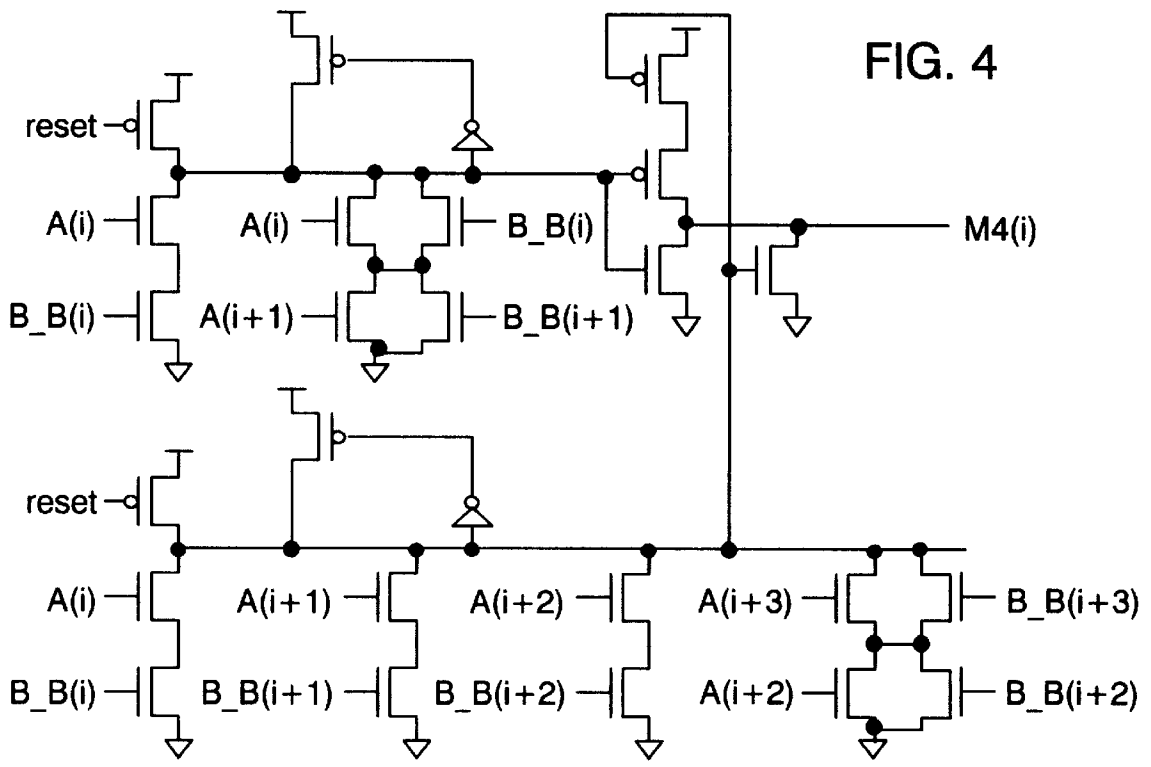 FIG. 4
reset
A(i)
A(i)
B_B(i)
M4(i)
B_B(i)
A(i+1)
B_B(i+1)
reset
A(i)
A(i+1)
A(i+2)
A(i+3)
B_B(i+3)
B_B(i)
B_B(i+1)
B_B(i+2)
A(i+2)
B_B(i+2)